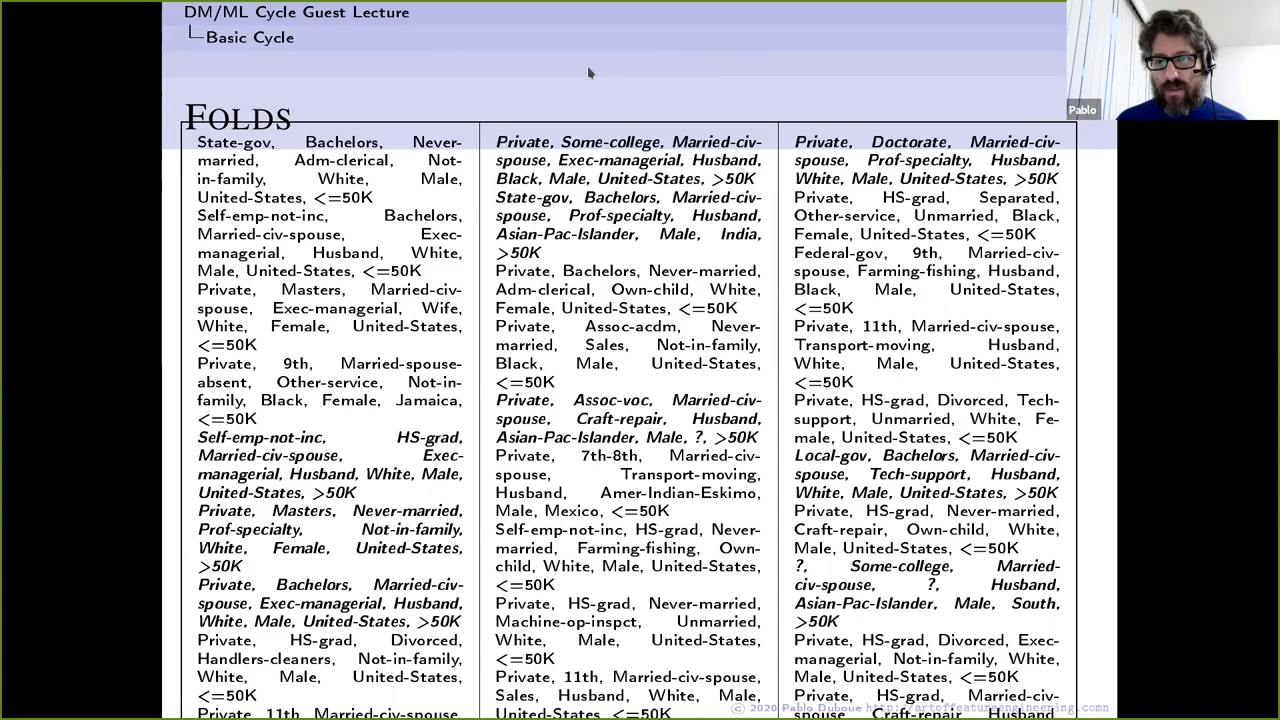 DM/ML Cycle Guest Lecture
Basic Cycle
Pablo
FOLDS
State-gov, Bachelors, Never-
married, Adm-clerical, Not-
in-family, White, Male,
United-States, <=50K
Self-emp-not-inc, Bachelors,
Married-civ-spouse, Exec-
managerial, Husband, White,
Male, United-States, <=50K
Private, Masters, Married-civ-
spouse, Exec-managerial, Wife,
White, Female, United-States,
<=50K
Private, 9th, Married-spouse-
absent, Other-service, Not-in-
family, Black, Female, Jamaica,
<=50K
Self-emp-not-inc, HS-grad,
Married-civ-spouse, Exec-
managerial, Husband, White, Male,
United-States, >50K
Private, Masters, Never-married,
Prof-specialty, Not-in-family,
White, Female, United-States,
>50K
Private, Bachelors, Married-civ-
spouse, Exec-managerial, Husband,
White, Male, United-States, >50K
Private, HS-grad, Divorced,
Handlers-cleaners, Not-in-family,
White, Male, United-States,
<=50K
Private, 11th, Married-civ-spouse,
Private, Some-college, Married-civ-
spouse, Exec-managerial, Husband,
Black, Male, United-States, >50K
State-gov, Bachelors, Married-civ-
spouse, Prof-specialty, Husband,
Asian-Pac-Islander, Male, India,
>50K
Private, Bachelors, Never-married,
Adm-clerical, Own-child, White,
Female, United-States, <=50K
Private, Assoc-acdm, Never-
married, Sales, Not-in-family,
Black, Male, United-States,
<=50K
Private, Assoc-voc, Married-civ-
spouse, Craft-repair, Husband,
Asian-Pac-Islander, Male, ?, >50K
Private, 7th-8th, Married-civ-
spouse, Transport-moving,
Husband, Amer-Indian-Eskimo,
Male, Mexico, <=50K
Self-emp-not-inc, HS-grad, Never-
married, Farming-fishing, Own-
child, White, Male, United-States,
<=50K
Private, HS-grad, Never-married,
Machine-op-inspct, Unmarried,
White, Male, United-States,
<=50K
Private, 11th, Married-civ-spouse,
Sales, Husband, White, Male,
United-States, <=50K
Private, Doctorate, Married-civ-
spouse, Prof-specialty, Husband,
White, Male, United-States, >50K
Private, HS-grad, Separated,
Other-service, Unmarried, Black,
Female, United-States, <=50K
Federal-gov, 9th, Married-civ-
spouse, Farming-fishing, Husband,
Black, Male, United-States,
<=50K
Private, 11th, Married-civ-spouse,
Transport-moving, Husband,
White, Male, United-States,
<=50K
Private, HS-grad, Divorced, Tech-
support, Unmarried, White, Fe-
male, United-States, <=50K
Local-gov, Bachelors, Married-civ-
spouse, Tech-support, Husband,
White, Male, United-States, >50K
Private, HS-grad, Never-married,
Craft-repair, Own-child, White,
Male, United-States, <=50K
?, Some-college, Married-
civ-spouse, ?, Husband,
Asian-Pac-Islander, Male, South,
>50K
Private, HS-grad, Divorced, Exec-
managerial, Not-in-family, White,
Male, United-States, <=50K
Private, HS-grad, Married-civ-
spouse, Craft-repair, Husband,
© 2020 Pablo Duboue http://artoffeatureengineering.com